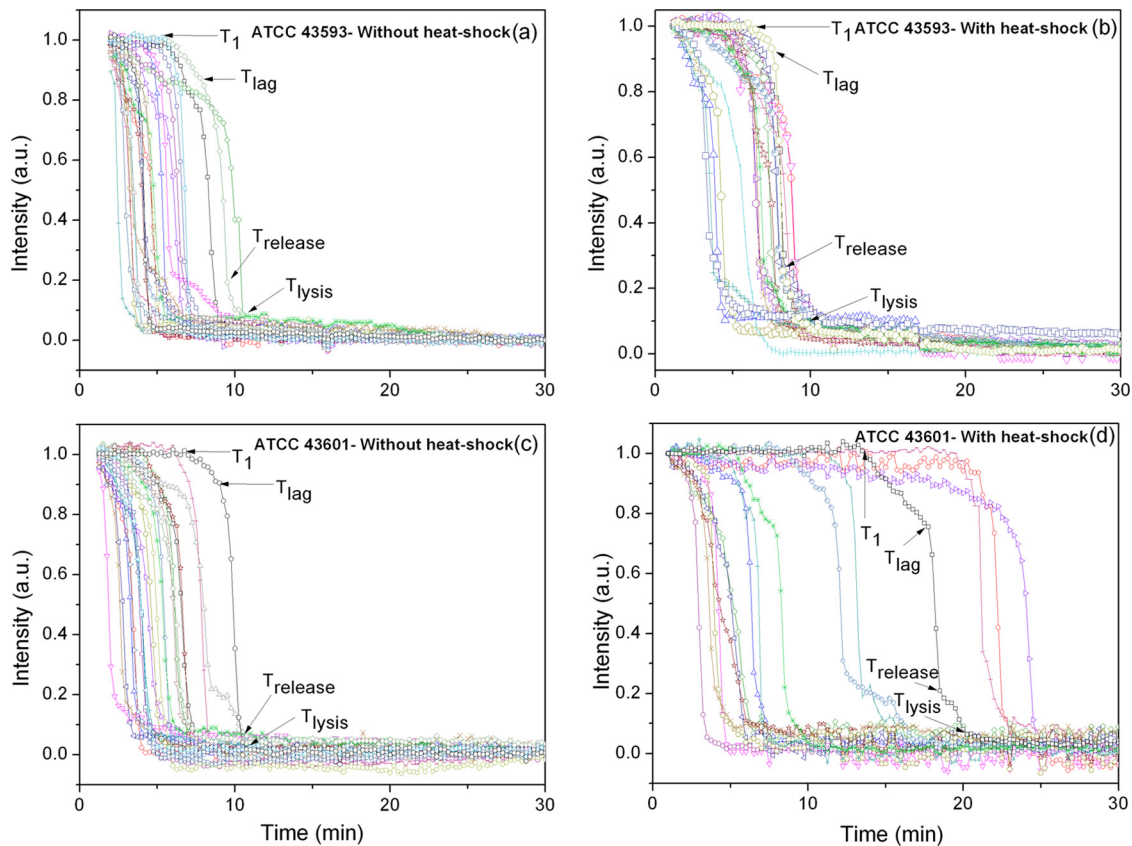 ATCC 43593- Without heat-shock (a)
T1
Tlag
Trelease
Tlysis
Intensity (a.u.)
1.0
0.8
0.6
0.4
0.2
0.0
0 10 20 30
T1 ATCC 43593- With heat-shock (b)
Tlag
Trelease
Tlysis
Intensity (a.u.)
1.0
0.8
0.6
0.4
0.2
0.0
0 10 20 30
ATCC 43601- Without heat-shock (c)
T1
Tlag
Trelease
Tlysis
Intensity (a.u.)
1.0
0.8
0.6
0.4
0.2
0.0
0 10 20 30
Time (min)
ATCC 43601- With heat-shock (d)
T1
Tlag
Trelease
Tlysis
Intensity (a.u.)
1.0
0.8
0.6
0.4
0.2
0.0
0 10 20 30
Time (min)